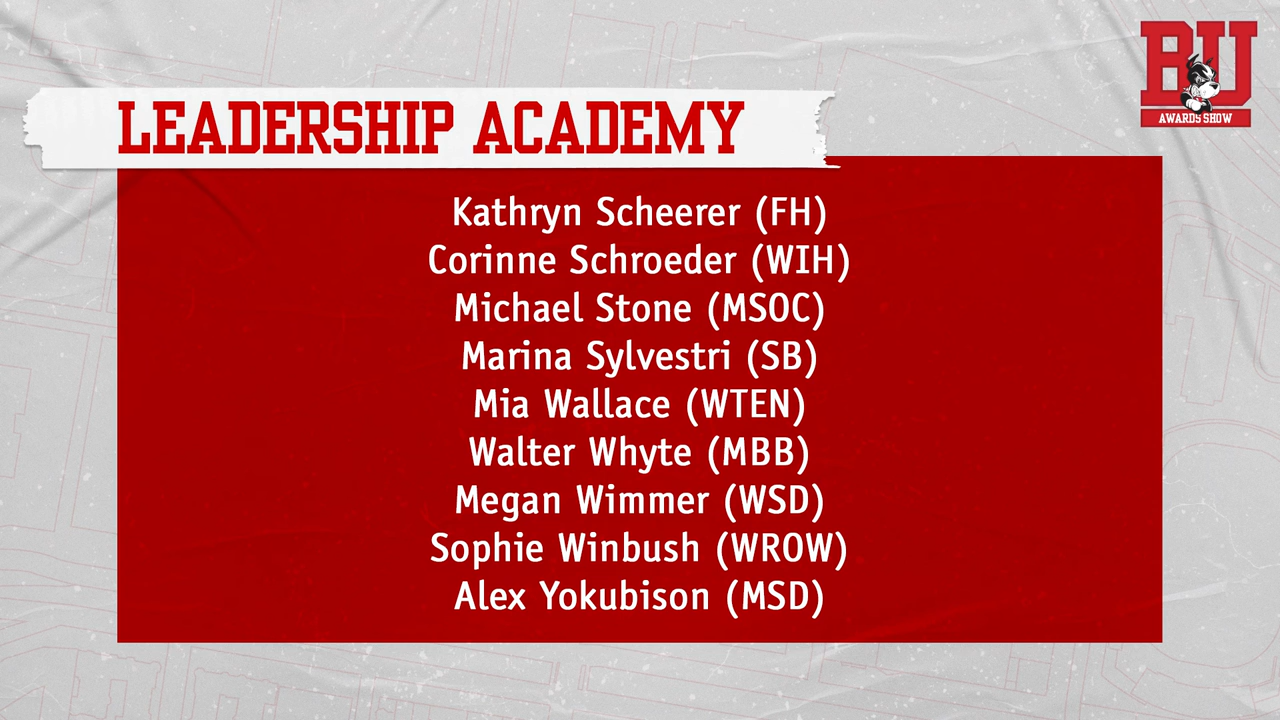 BU
AWARDS SHOW
LEADERSHIP ACADEMY
Kathryn Scheerer (FH)
Corinne Schroeder (WIH)
Michael Stone (MSOC)
Marina Sylvestri (SB)
Mia Wallace (WTEN)
Walter Whyte (MBB)
Megan Wimmer (WSD)
Sophie Winbush (WROW)
Alex Yokubison (MSD)